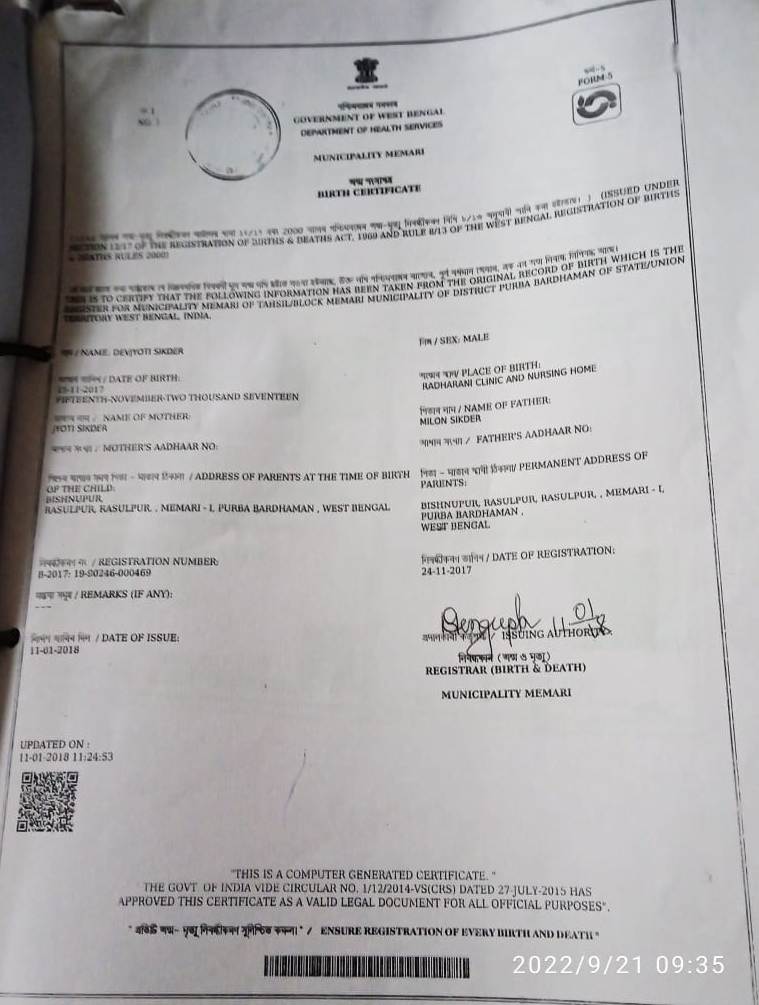 ফর্ম-৫
FORM-5
NO. 1
পশ্চিমবঙ্গ সরকার
GOVERNMENT OF WEST BENGAL
DEPARTMENT OF HEALTH SERVICES
MUNICIPALITY MEMARI
জন্ম শংসাপত্র
BIRTH CERTIFICATE
(ISSUED UNDER
SECTION 12/17 OF THE REGISTRATION OF BIRTHS & DEATHS ACT, 1969 AND RULE 8/13 OF THE WEST BENGAL REGISTRATION OF BIRTHS
& DEATHS RULES 2000)
THIS IS TO CERTIFY THAT THE FOLLOWING INFORMATION HAS BEEN TAKEN FROM THE ORIGINAL RECORD OF BIRTH WHICH IS THE
REGISTER FOR MUNICIPALITY MEMARI OF TAHSIL/BLOCK MEMARI MUNICIPALITY OF DISTRICT PURBA BARDHAMAN OF STATE/UNION
TERRITORY WEST BENGAL, INDIA.
নাম / NAME: DEVJYOTI SIKDER
লিঙ্গ / SEX: MALE
জন্মের তারিখ / DATE OF BIRTH:
15-11-2017
FIFTEENTH-NOVEMBER-TWO THOUSAND SEVENTEEN
জন্মের স্থান/ PLACE OF BIRTH:
RADHARANI CLINIC AND NURSING HOME
মাতার নাম / NAME OF MOTHER:
JYOTI SIKDER
পিতার নাম / NAME OF FATHER:
MILON SIKDER
আধার সংখ্যা / MOTHER'S AADHAAR NO:
আধার সংখ্যা / FATHER'S AADHAAR NO:
/ ADDRESS OF PARENTS AT THE TIME OF BIRTH
OF THE CHILD:
BISHNUPUR
RASULPUR, RASULPUR, , MEMARI - I, PURBA BARDHAMAN , WEST BENGAL
পিতা - মাতার স্থায়ী ঠিকানা/ PERMANENT ADDRESS OF
PARENTS:
BISHNUPUR, RASULPUR, RASULPUR, , MEMARI - I,
PURBA BARDHAMAN ,
WEST BENGAL
নিবন্ধীকরণ নং / REGISTRATION NUMBER:
B-2017: 19-90246-000469
নিবন্ধীকরণ তারিখ / DATE OF REGISTRATION:
24-11-2017
মন্তব্য সমূহ / REMARKS (IF ANY):
---
/ DATE OF ISSUE:
11-01-2018
11 01 18
/ ISSUING AUTHORITY:
নিবন্ধকার (জন্ম ও মৃত্যু)
REGISTRAR (BIRTH & DEATH)
MUNICIPALITY MEMARI
UPDATED ON :
11-01-2018 11:24:53
"THIS IS A COMPUTER GENERATED CERTIFICATE. "
THE GOVT OF INDIA VIDE CIRCULAR NO. 1/12/2014-VS(CRS) DATED 27-JULY-2015 HAS
APPROVED THIS CERTIFICATE AS A VALID LEGAL DOCUMENT FOR ALL OFFICIAL PURPOSES".
" প্রতিটি জন্ম- মৃত্যু নিবন্ধীকরণ সুনিশ্চিত করুন।" / ENSURE REGISTRATION OF EVERY BIRTH AND DEATH "
2022/9/21 09:35